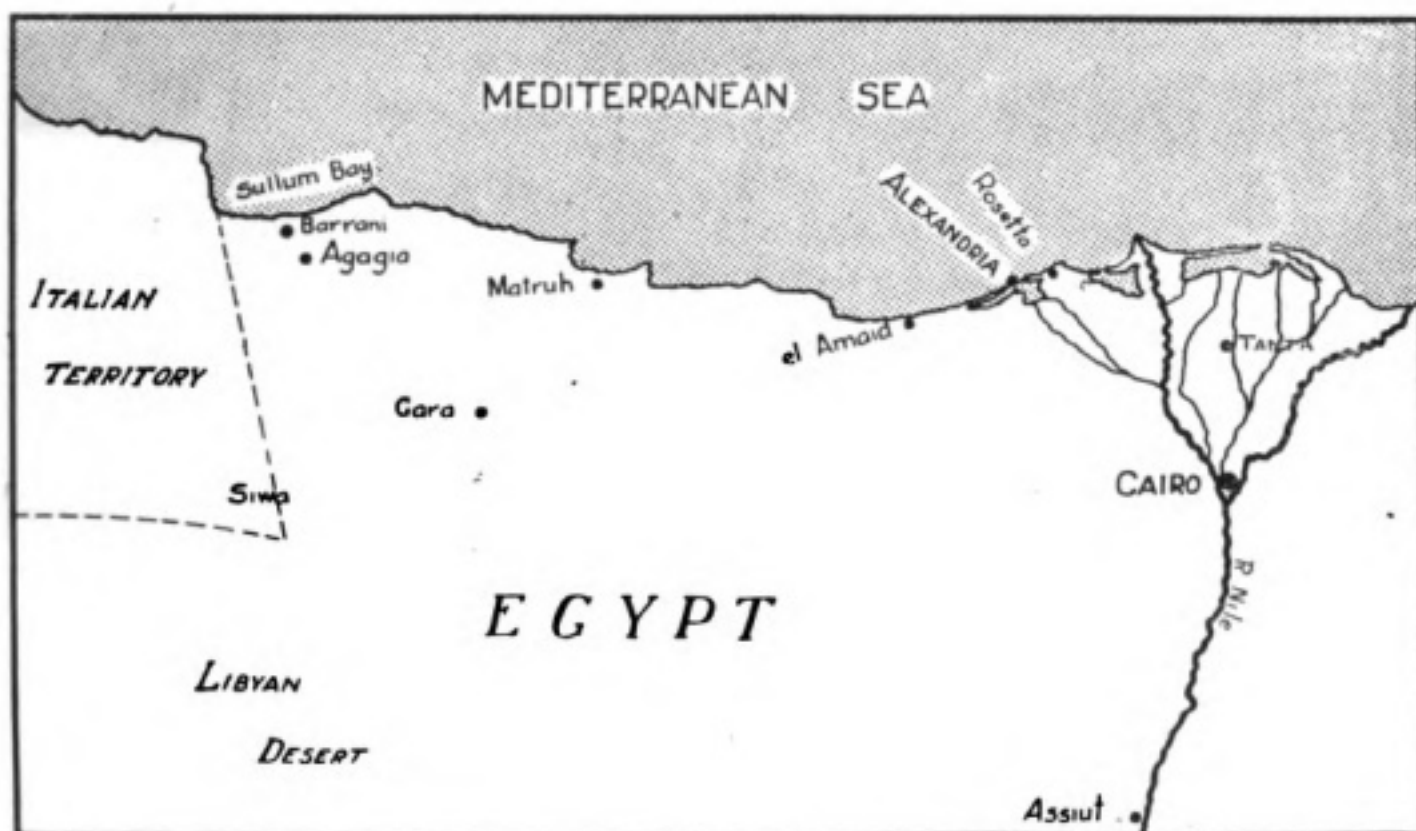 MEDITERRANEAN SEA
Sullum Bay.
Barrani
Agagia
Matruh
ALEXANDRIA
Rosetta
el Amaid
TANTA
ITALIAN
TERRITORY
Gara
Siwa
CAIRO
R Nile
EGYPT
LIBYAN
DESERT
Assiut